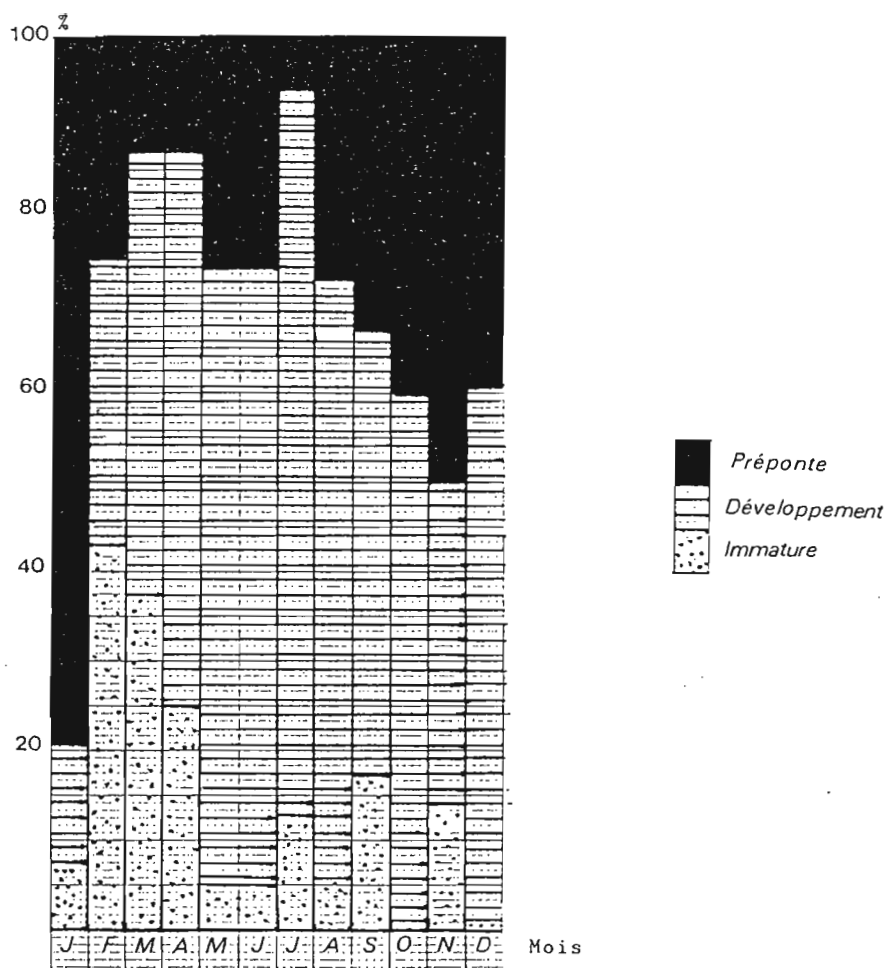 %
100
80
60
40
20
J F M A M J J A S O N D
Mois
Préponte
Développement
Immature